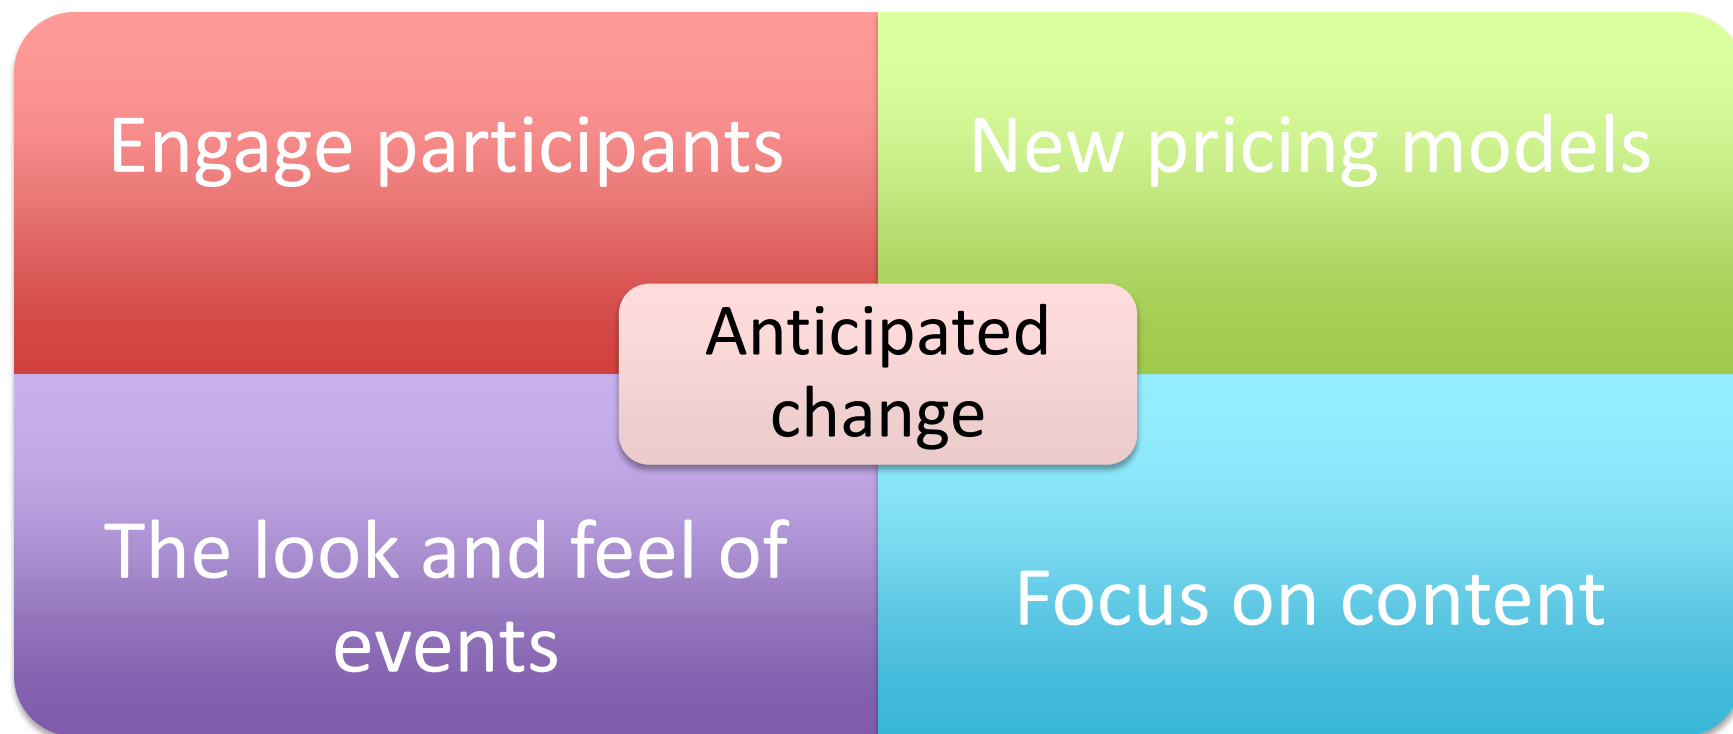 Engage participants
New pricing models
Anticipated
change
The look and feel of
events
Focus on content